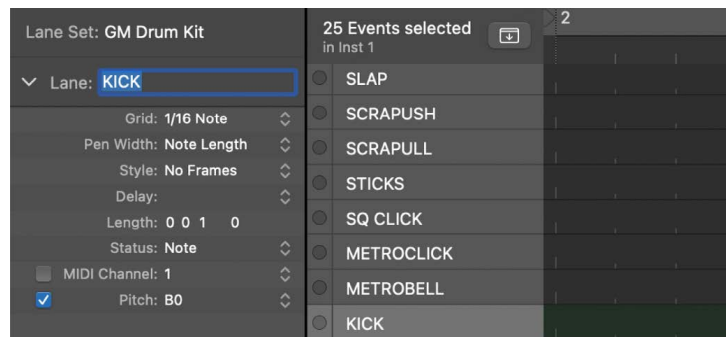 Lane Set: GM Drum Kit
Lane: KICK
Grid: 1/16 Note
Pen Width: Note Length
Style: No Frames
Delay:
Length: 0 0 1 0
Status: Note
MIDI Channel: 1
Pitch: B0
25 Events selected
in Inst 1
SLAP
SCRAPUSH
SCRAPULL
STICKS
SQ CLICK
METROCLICK
METROBELL
KICK
2